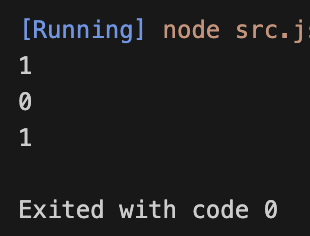 [Running] node src.js
1
0
1
Exited with code 0